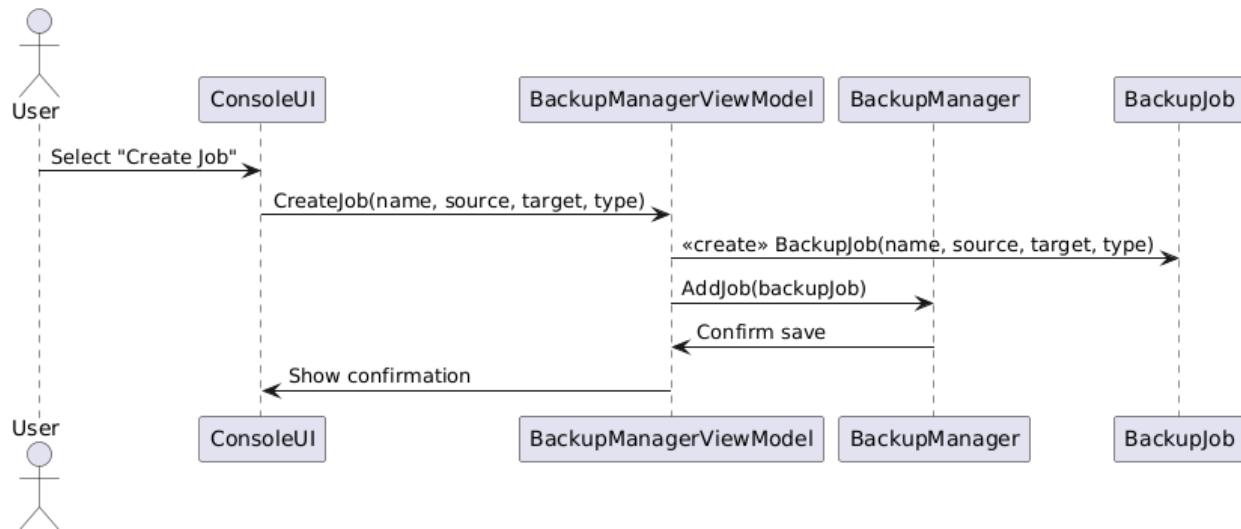 User
ConsoleUI
BackupManagerViewModel
BackupManager
BackupJob
Select "Create Job"
CreateJob(name, source, target, type)
«create» BackupJob(name, source, target, type)
AddJob(backupJob)
Confirm save
Show confirmation
User
ConsoleUI
BackupManagerViewModel
BackupManager
BackupJob